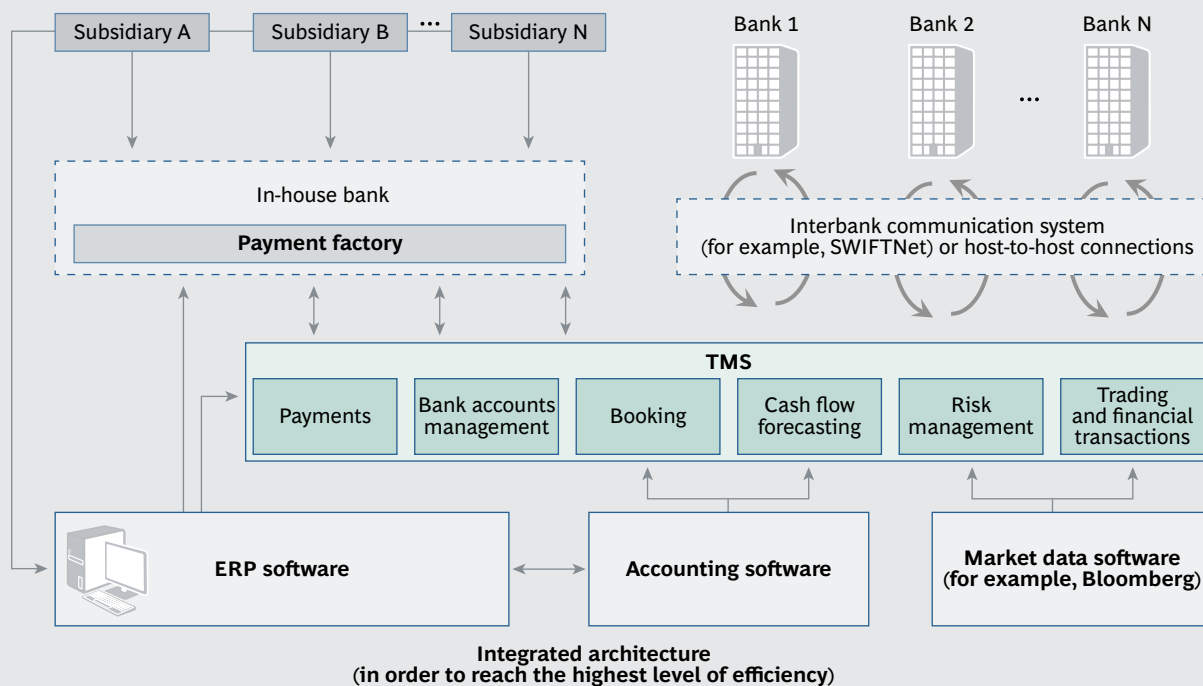 Subsidiary A
Subsidiary B
...
Subsidiary N
Bank 1
Bank 2
...
Bank N
In-house bank
Payment factory
Interbank communication system
(for example, SWIFTNet) or host-to-host connections
TMS
Payments
Bank accounts
management
Booking
Cash flow
forecasting
Risk
management
Trading
and financial
transactions
ERP software
Accounting software
Market data software
(for example, Bloomberg)
Integrated architecture
(in order to reach the highest level of efficiency)